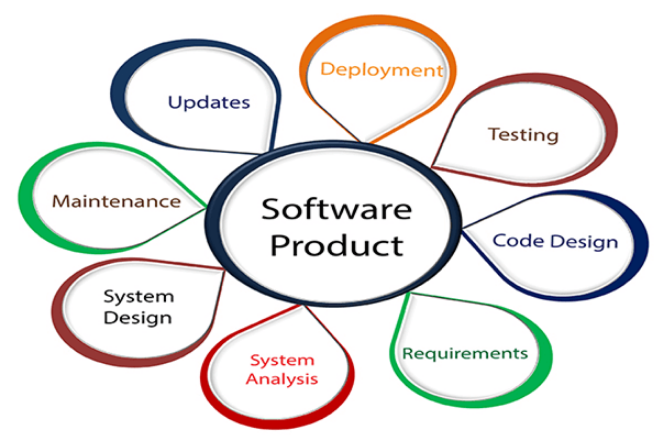 Deployment
Updates
Testing
Maintenance
Software
Product
Code Design
System
Design
System
Analysis
Requirements